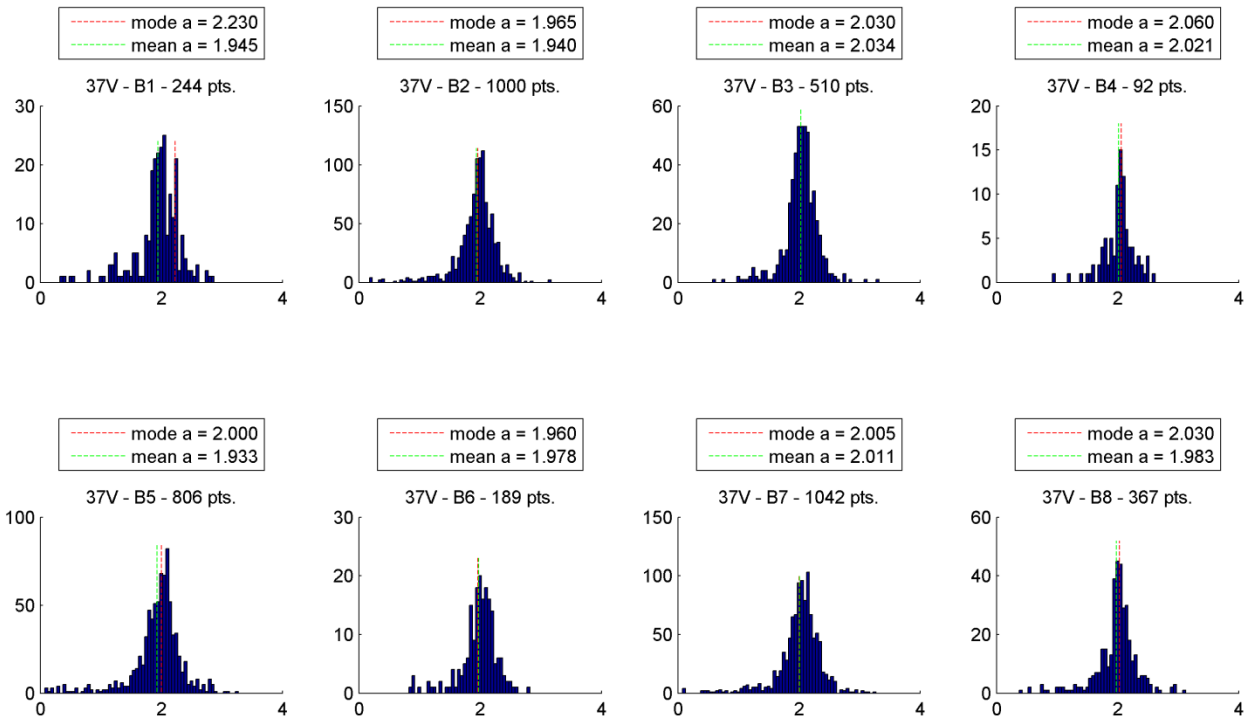 mode a = 2.230
mean a = 1.945
37V - B1 - 244 pts.
30
20
10
0
0 2 4
mode a = 1.965
mean a = 1.940
37V - B2 - 1000 pts.
150
100
50
0
0 2 4
mode a = 2.030
mean a = 2.034
37V - B3 - 510 pts.
60
40
20
0
0 2 4
mode a = 2.060
mean a = 2.021
37V - B4 - 92 pts.
20
15
10
5
0
0 2 4
mode a = 2.000
mean a = 1.933
37V - B5 - 806 pts.
100
50
0
0 2 4
mode a = 1.960
mean a = 1.978
37V - B6 - 189 pts.
30
20
10
0
0 2 4
mode a = 2.005
mean a = 2.011
37V - B7 - 1042 pts.
150
100
50
0
0 2 4
mode a = 2.030
mean a = 1.983
37V - B8 - 367 pts.
60
40
20
0
0 2 4